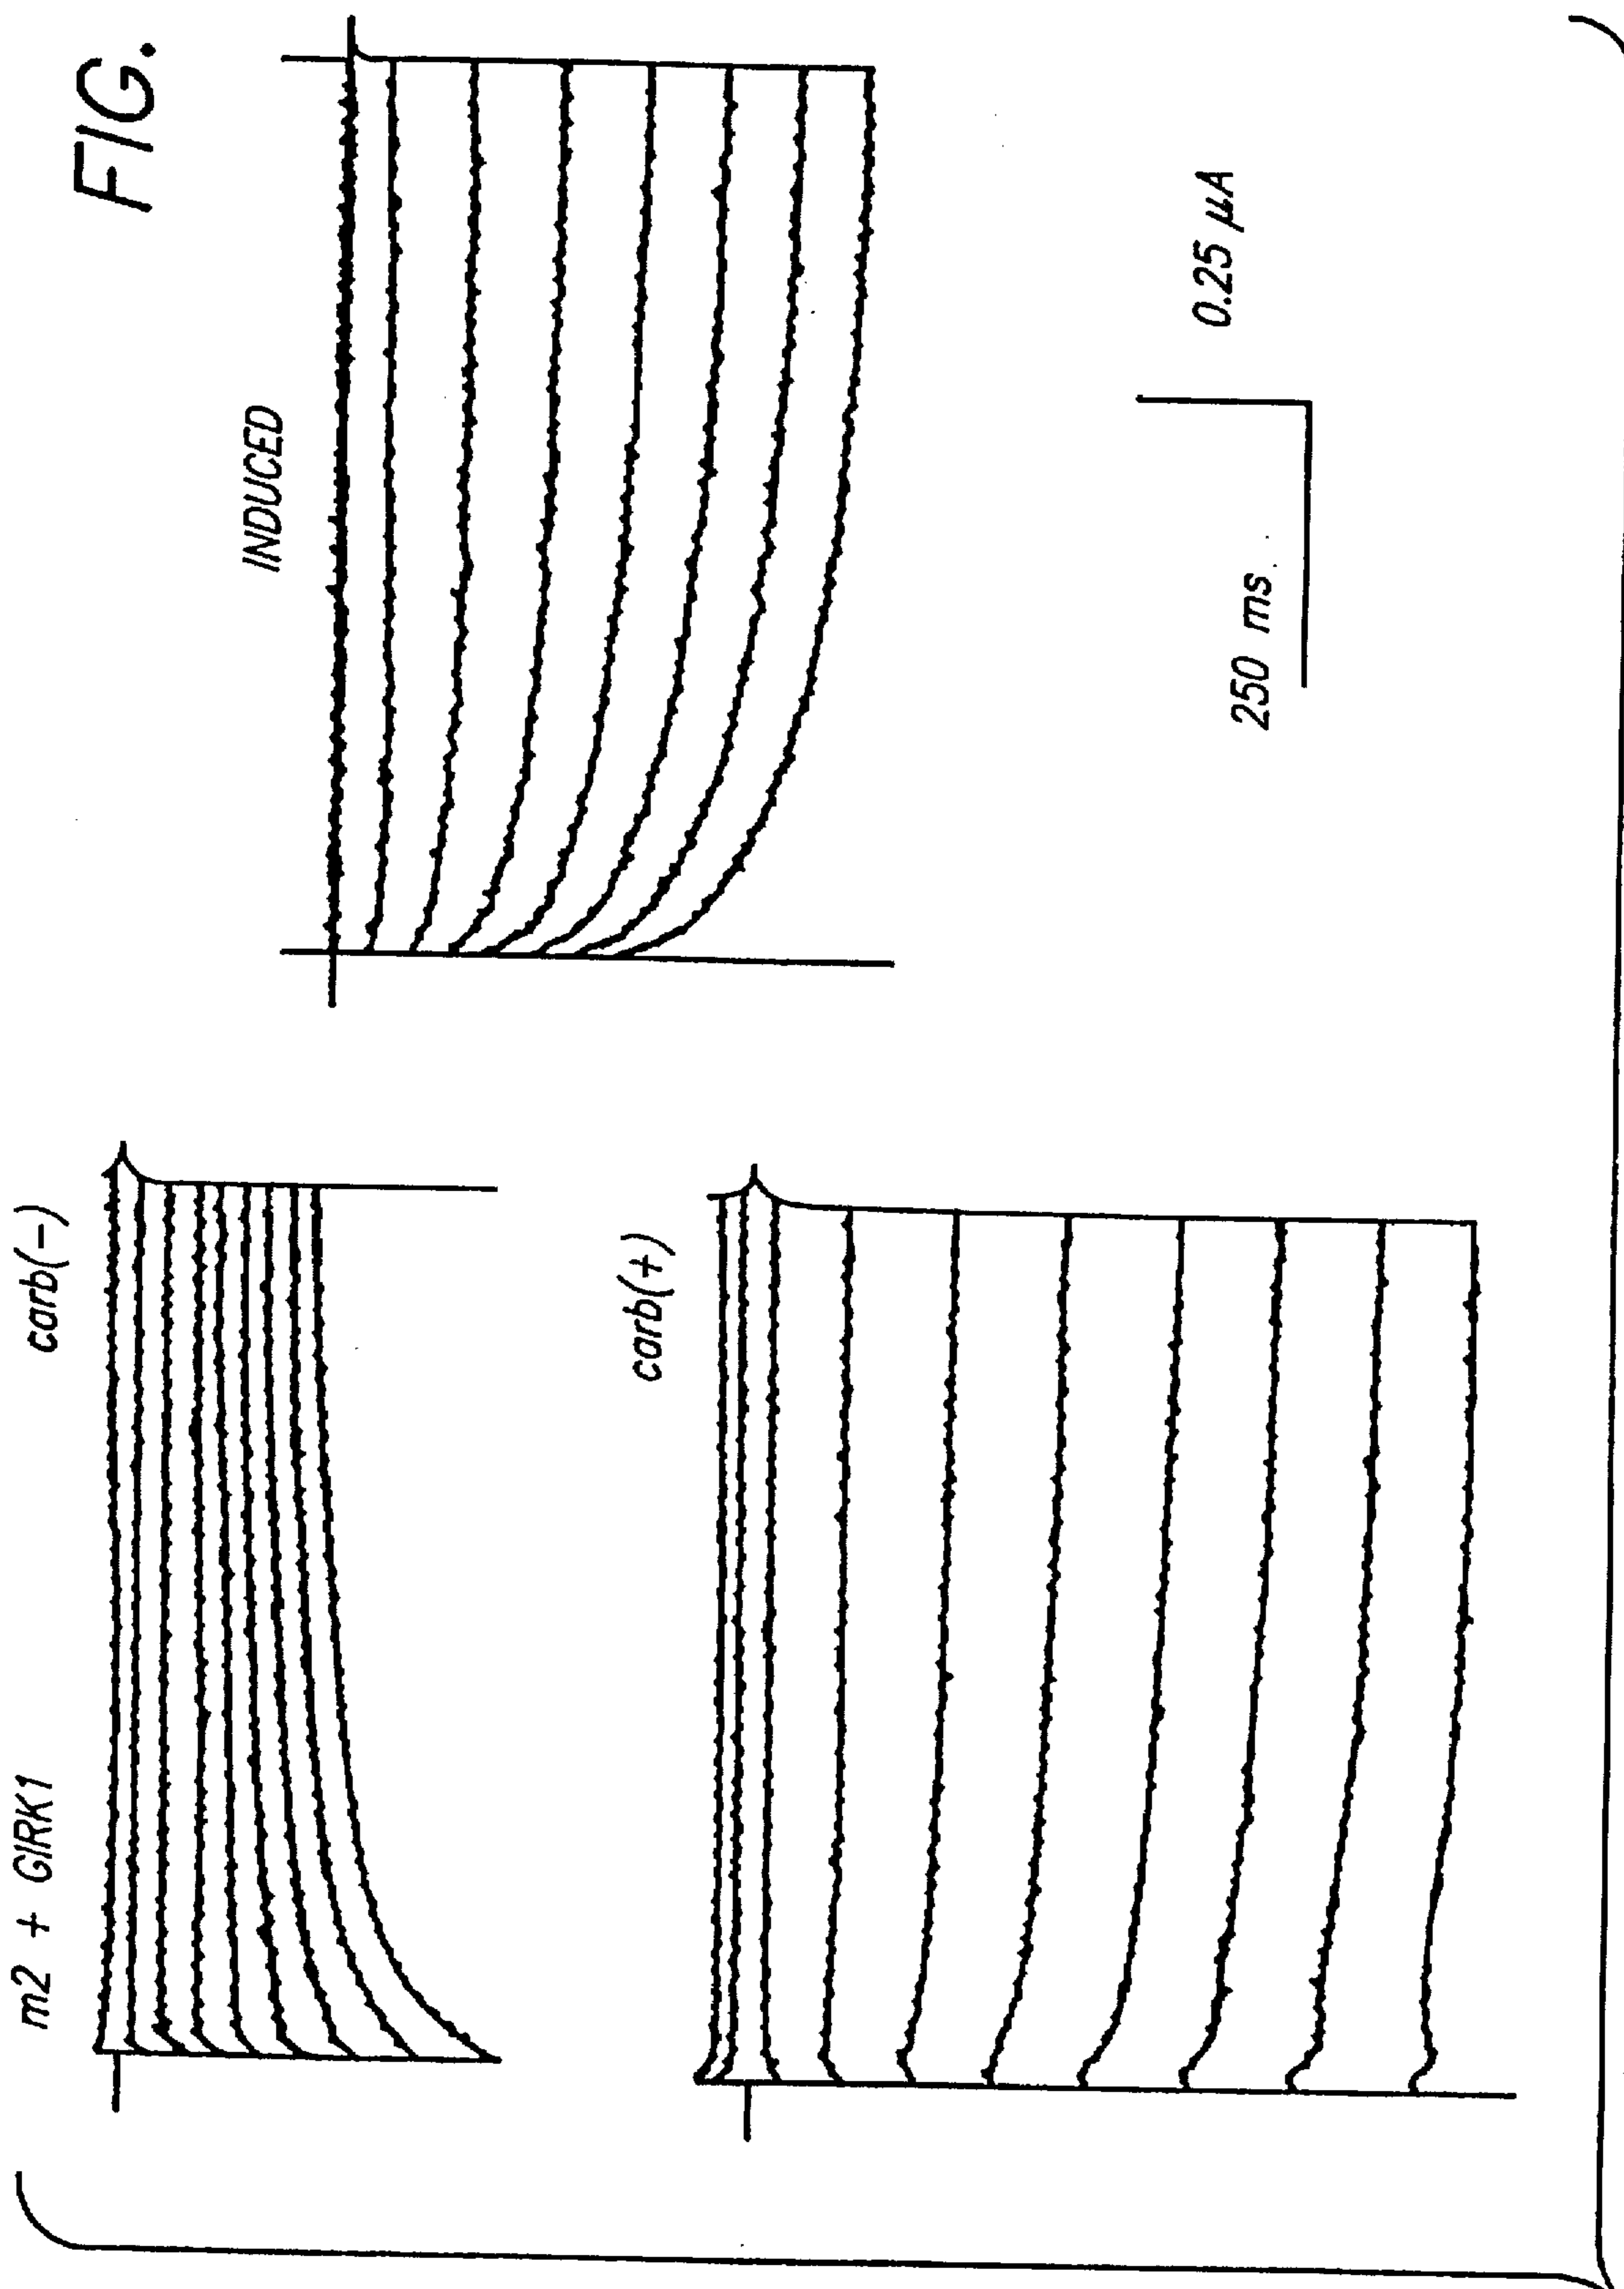 FIG.
m2 + GIRK1
carb(-)
INDUCED
carb(+)
250 ms
0.25 μA